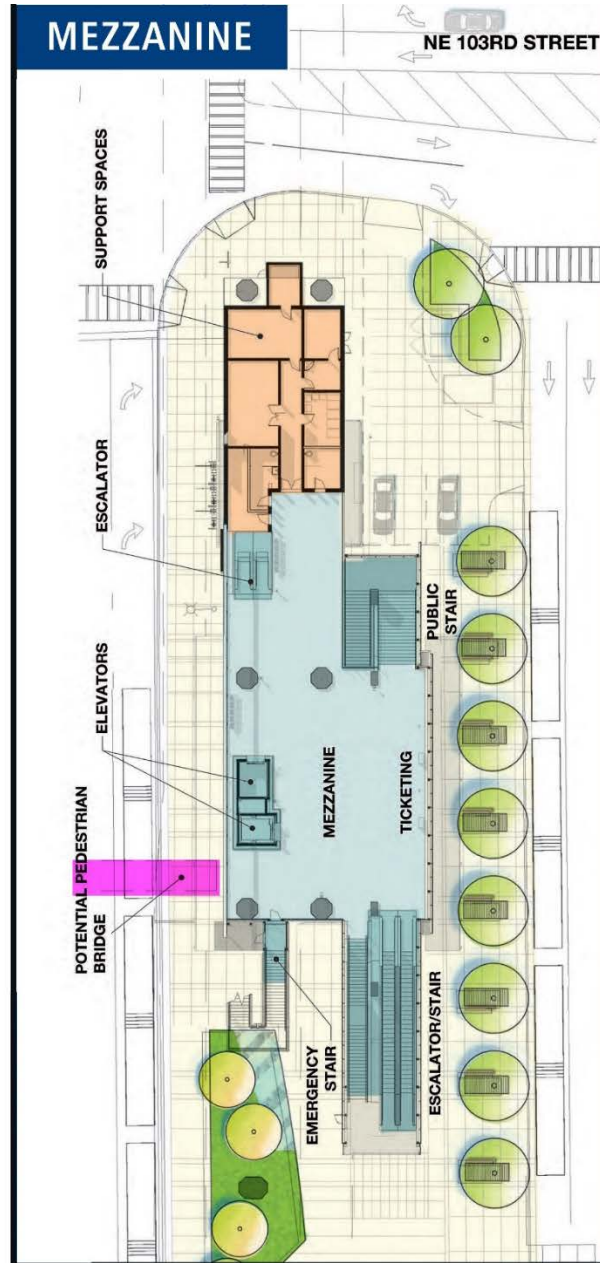 MEZZANINE
NE 103RD STREET
SUPPORT SPACES
ESCALATOR
ELEVATORS
POTENTIAL PEDESTRIAN
BRIDGE
PUBLIC
STAIR
MEZZANINE
TICKETING
EMERGENCY
STAIR
ESCALATOR/STAIR